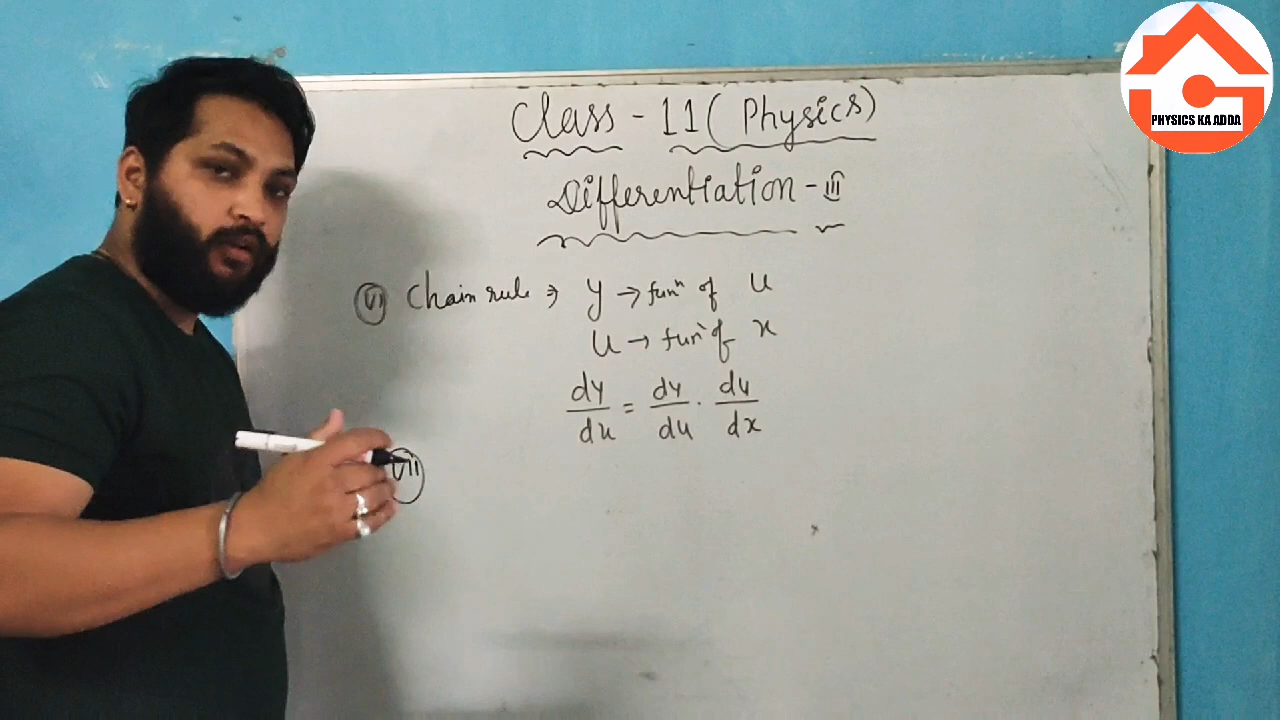 Class - 11 (Physics)
Differentiation - III
VI Chain rule ⇒ y → funⁿ of u
u → funⁿ of x
dy/du = dy/du · du/dx
VII
PHYSICS KA ADDA